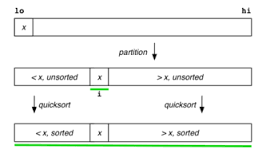 lo hi
x
partition
< x, unsorted x > x, unsorted
i
quicksort quicksort
< x, sorted x > x, sorted